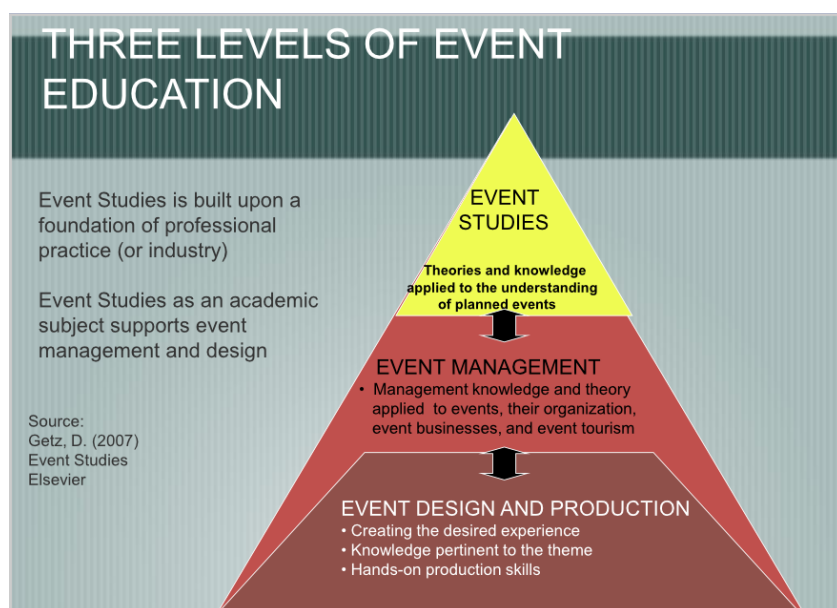 THREE LEVELS OF EVENT
EDUCATION
Event Studies is built upon a
foundation of professional
practice (or industry)
Event Studies as an academic
subject supports event
management and design
Source:
Getz, D. (2007)
Event Studies
Elsevier
EVENT
STUDIES
Theories and knowledge
applied to the understanding
of planned events
EVENT MANAGEMENT
• Management knowledge and theory
applied to events, their organization,
event businesses, and event tourism
EVENT DESIGN AND PRODUCTION
• Creating the desired experience
• Knowledge pertinent to the theme
• Hands-on production skills